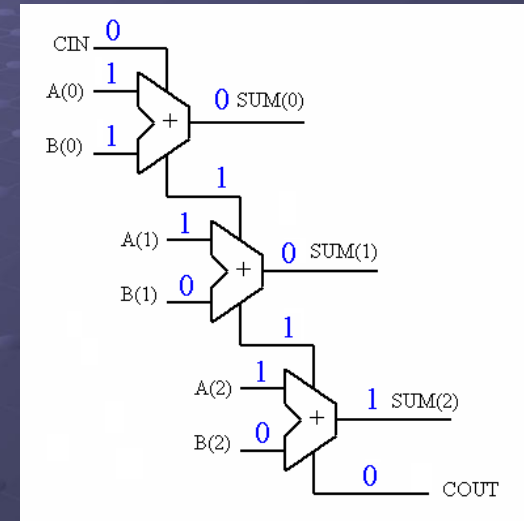 CIN 0
A(0) 1
+ 0 SUM(0)
B(0) 1
1
A(1) 1
+ 0 SUM(1)
B(1) 0
1
A(2) 1
+ 1 SUM(2)
B(2) 0
0 COUT